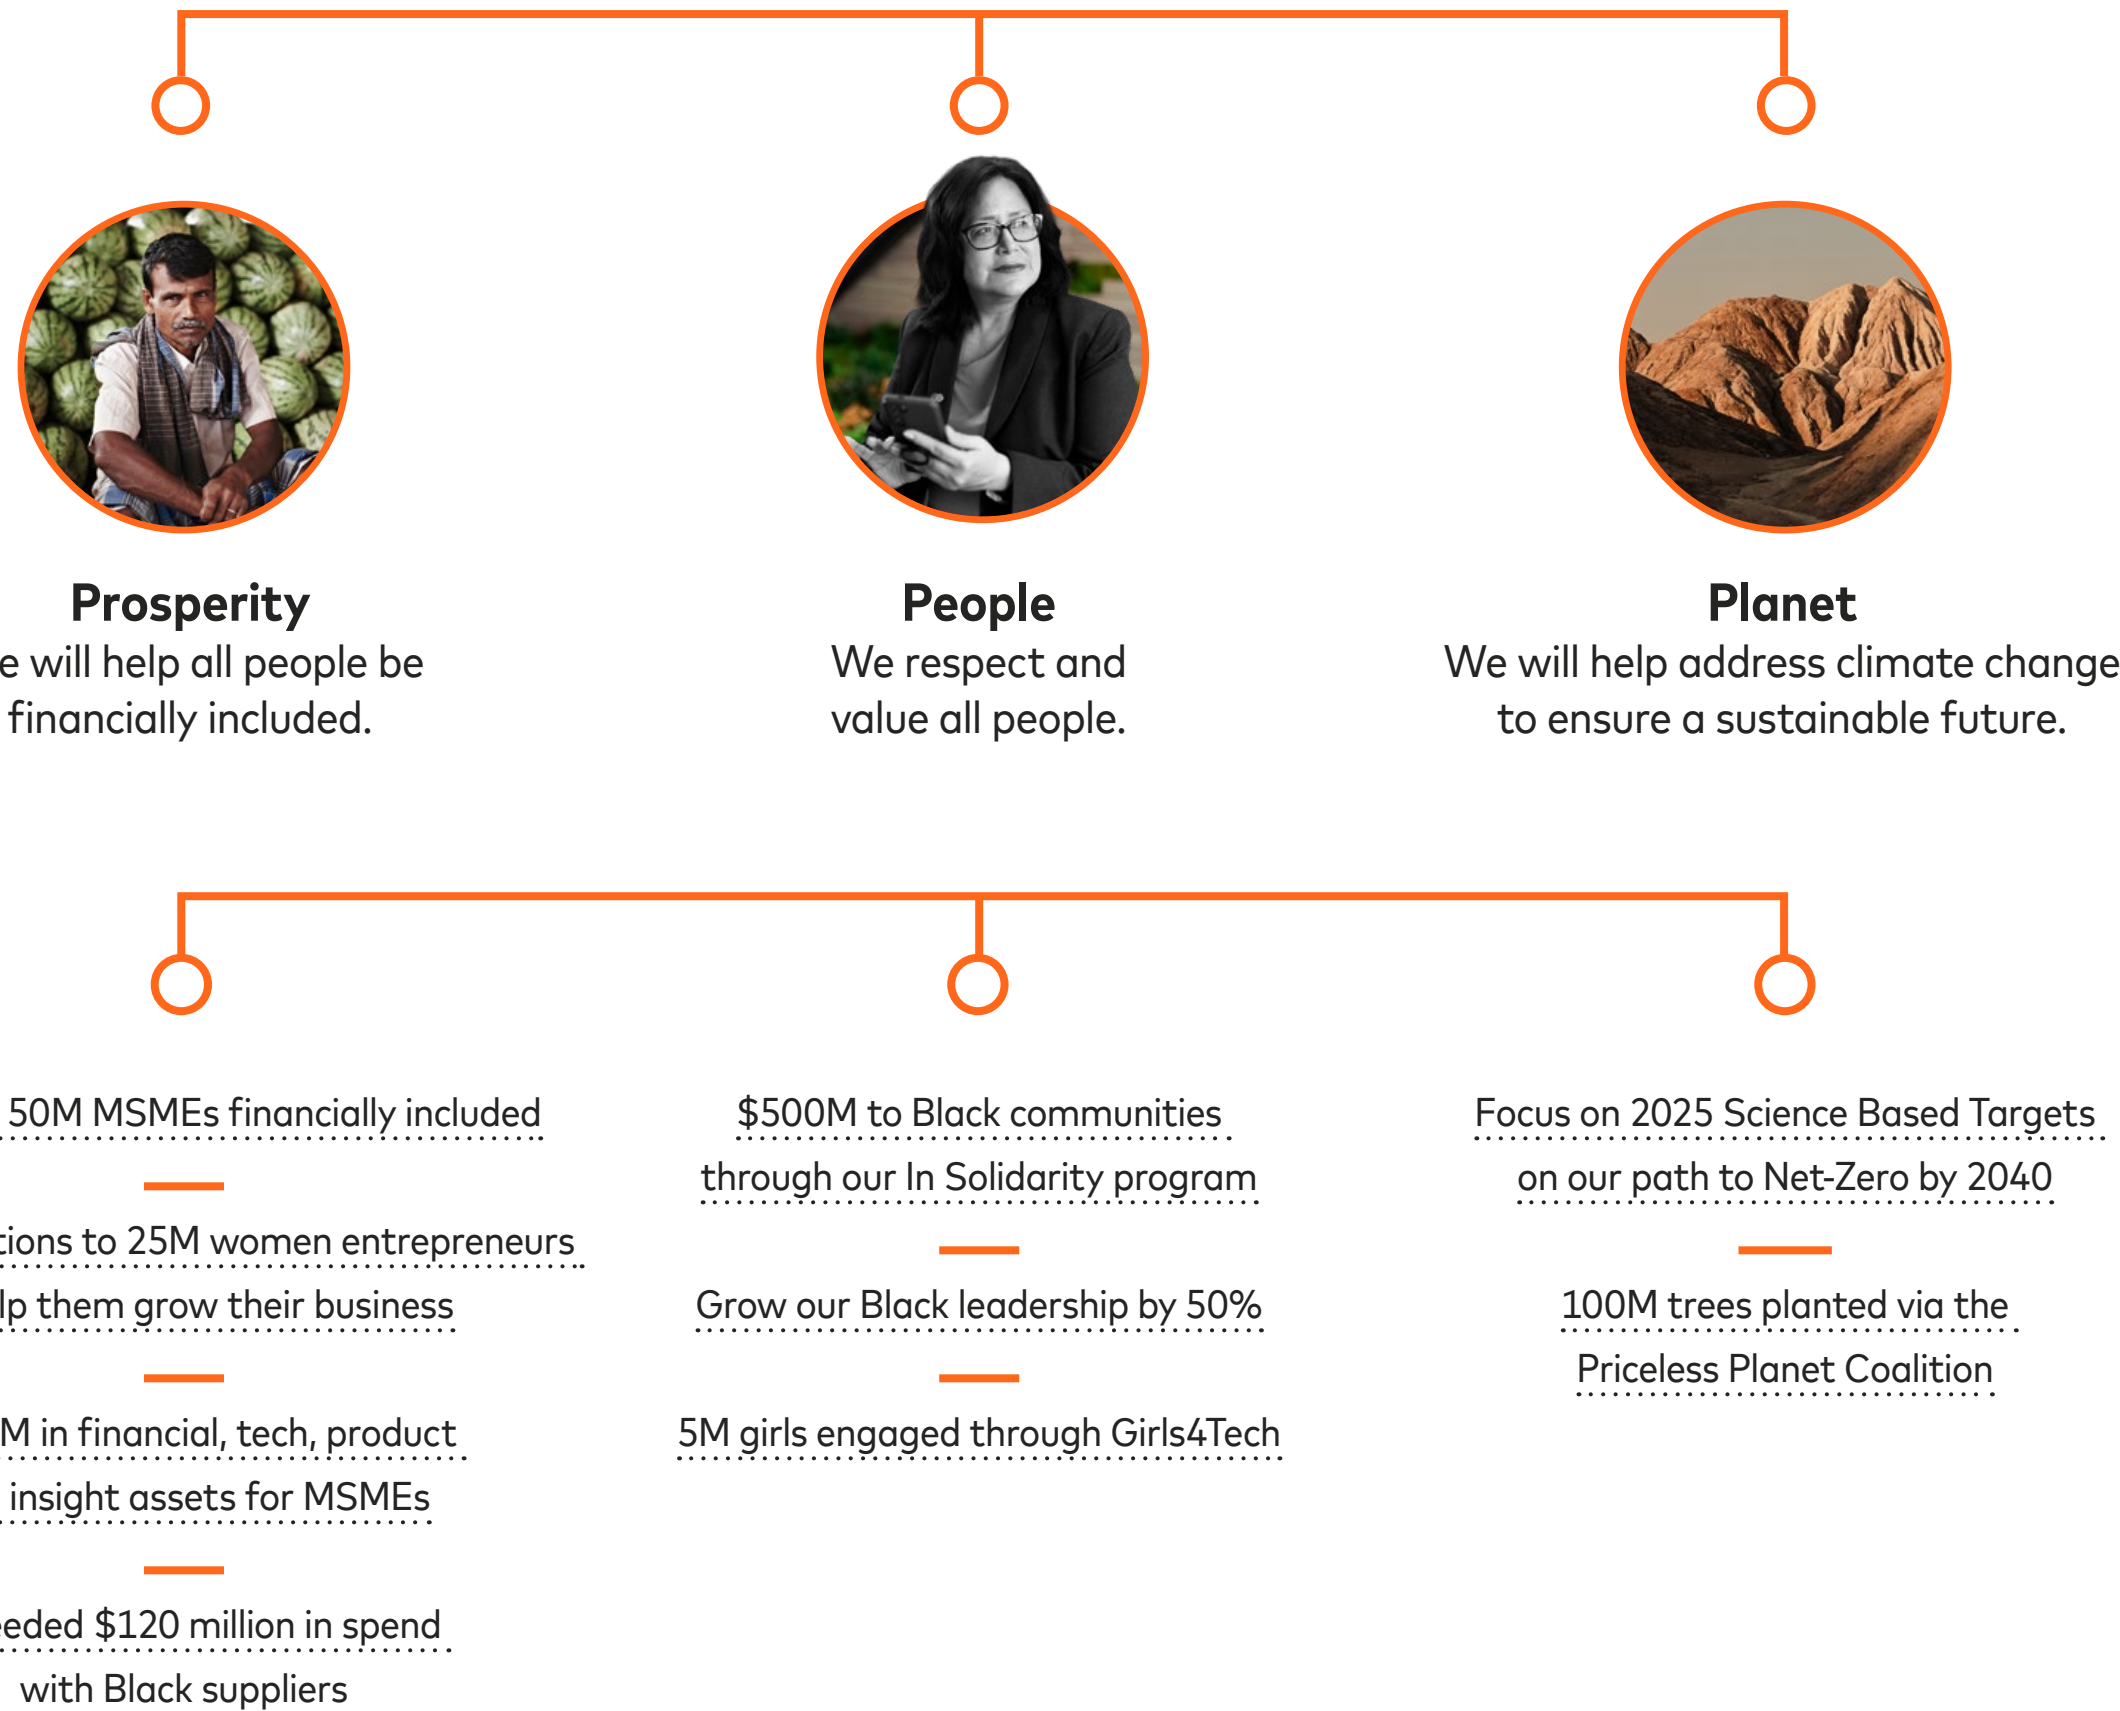 Prosperity
will help all people be
financially included.
People
We respect and
value all people.
Planet
We will help address climate change
to ensure a sustainable future.
50M MSMEs financially included
to 25M women entrepreneurs
them grow their business
in financial, tech, product
insight assets for MSMEs
$120 million in spend
with Black suppliers
$500M to Black communities
through our In Solidarity program
Grow our Black leadership by 50%
5M girls engaged through Girls4Tech
Focus on 2025 Science Based Targets
on our path to Net-Zero by 2040
100M trees planted via the
Priceless Planet Coalition